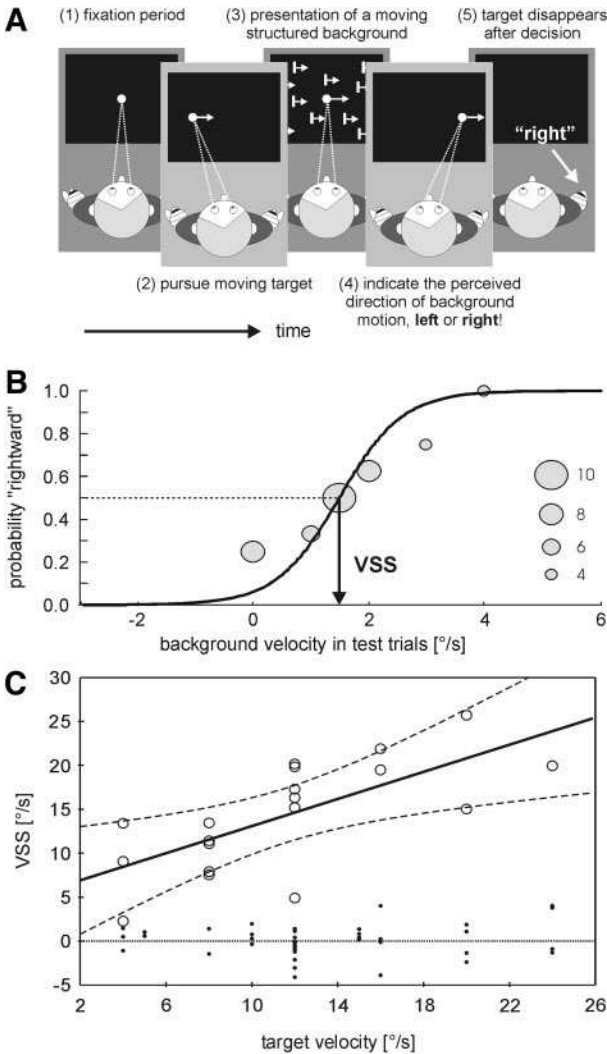 A
(1) fixation period
(3) presentation of a moving
structured background
(5) target disappears
after decision
"right"
(2) pursue moving target
(4) indicate the perceived
direction of background
motion, left or right!
time
B
probability "rightward"
1.0
0.8
0.6
0.4
0.2
0.0
10
8
6
4
VSS
-2 0 2 4 6
background velocity in test trials [°/s]
C
VSS [°/s]
30
25
20
15
10
5
0
-5
2 6 10 14 18 22 26
target velocity [°/s]